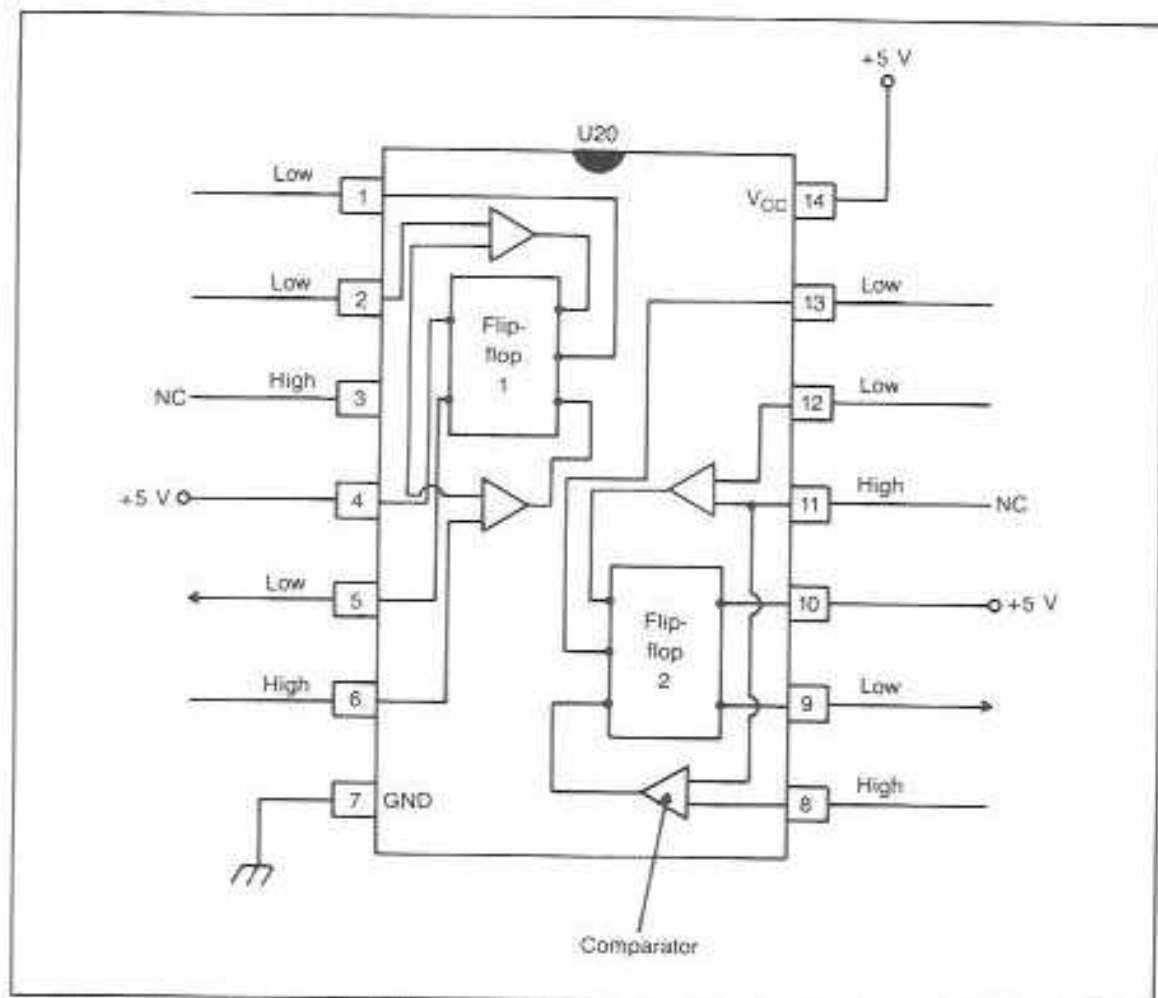 +5 V
U20
Low
1
VCC
14
Low
2
13
Low
Flip-
flop
1
NC
High
3
12
Low
+5 V
4
11
High
NC
Low
5
10
+5 V
Flip-
flop
2
High
6
9
Low
7
GND
8
High
Comparator